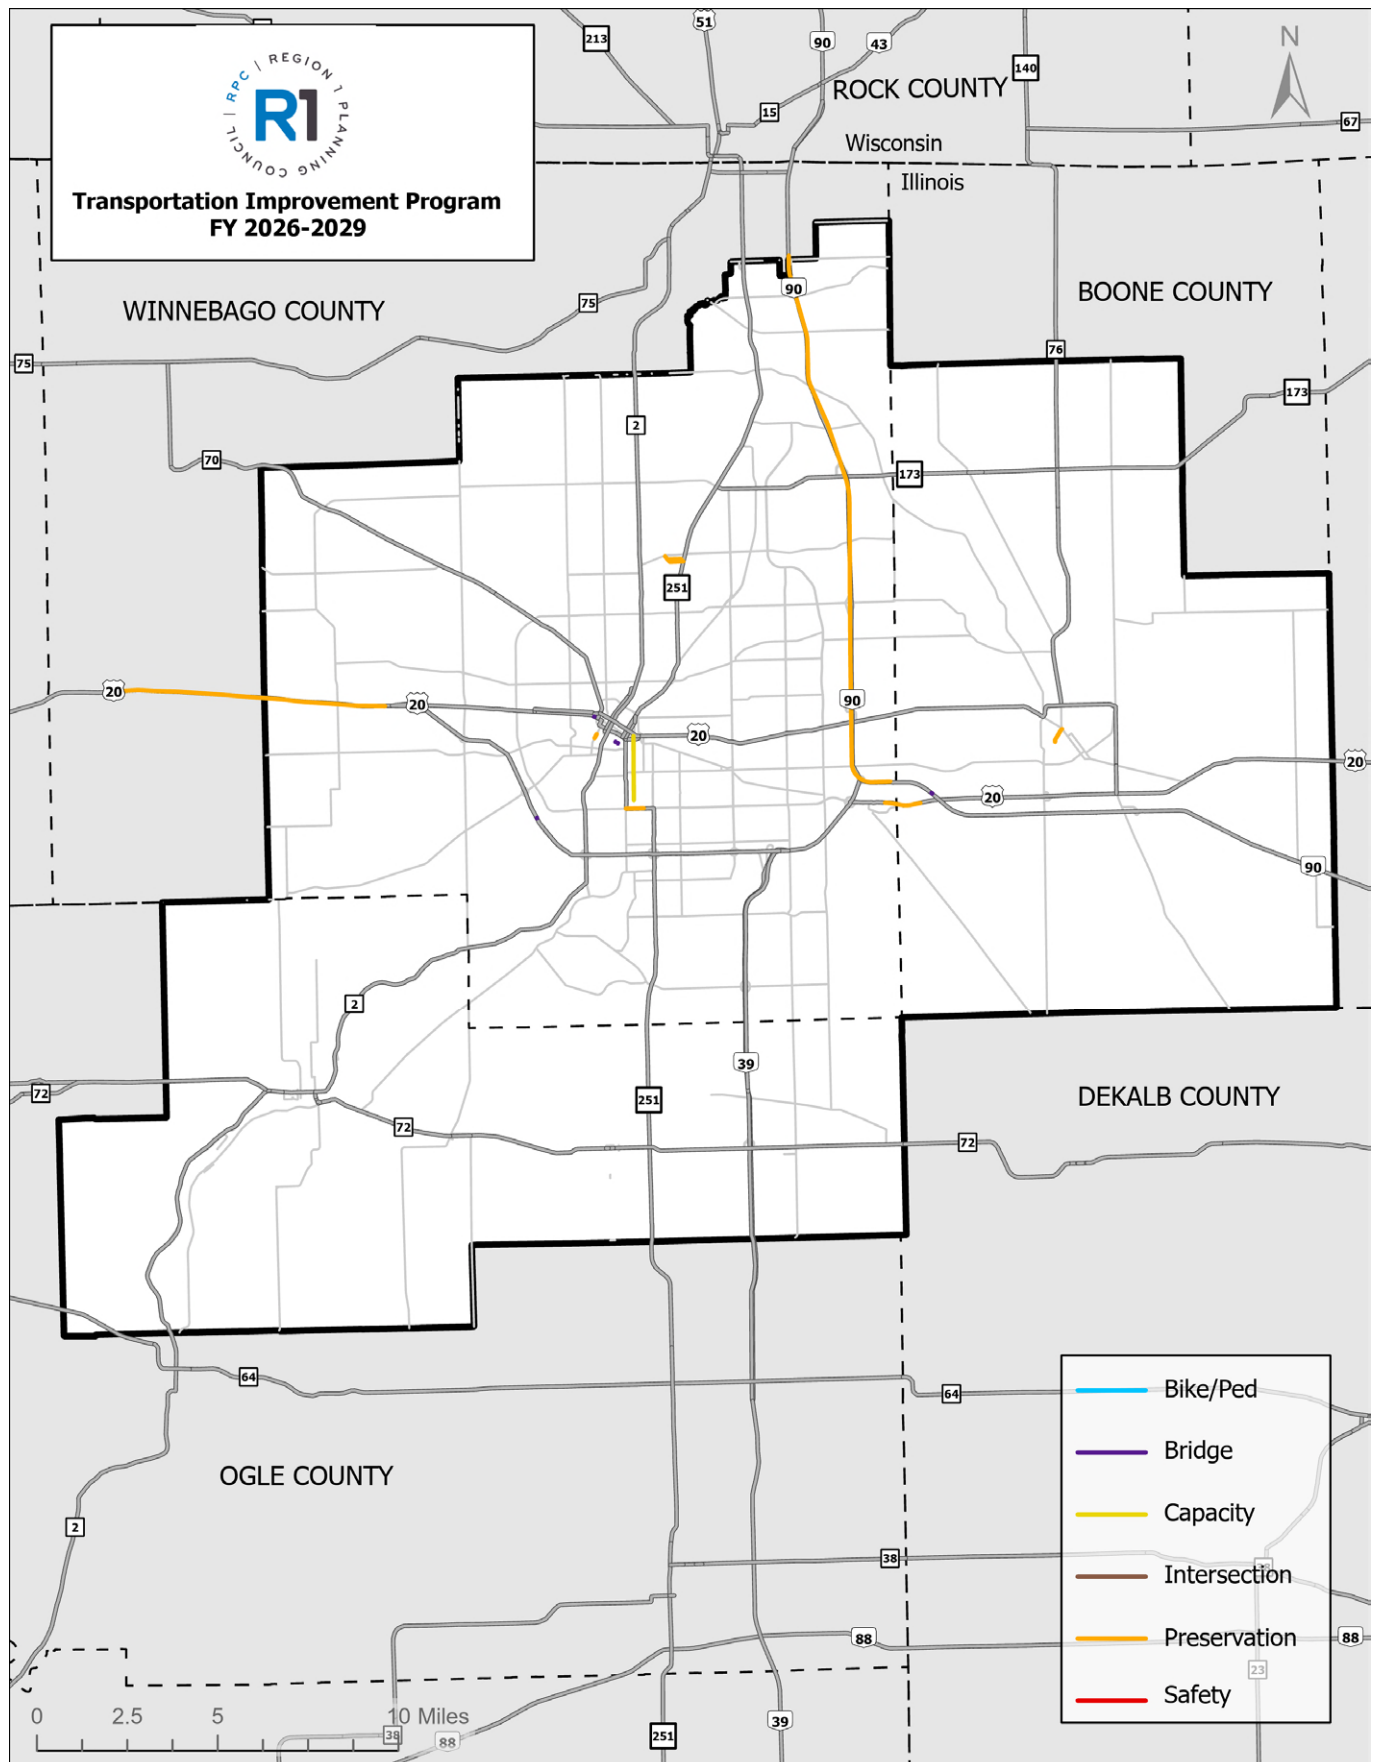 RPC | REGION 1 PLANNING COUNCIL |
R1
Transportation Improvement Program
FY 2026-2029
213
51
90
43
140
N
ROCK COUNTY
15
67
Wisconsin
Illinois
90
BOONE COUNTY
WINNEBAGO COUNTY
75
75
76
173
2
70
173
251
20
20
90
20
20
20
90
2
39
72
251
DEKALB COUNTY
72
72
64
64
Bike/Ped
Bridge
OGLE COUNTY
Capacity
2
38
38
Intersection
88
Preservation
88
23
Safety
0 2.5 5 10 Miles
39
38
88
251